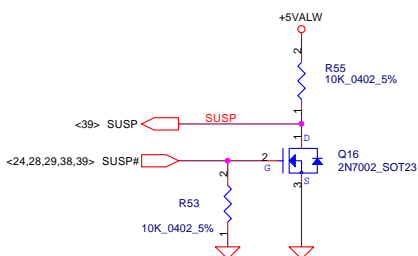 +5VALW
2
R55
10K_0402_5%
1
<39> SUSP
SUSP
1
D
<24,28,29,38,39> SUSP#
2
G
Q16
2N7002_SOT23
3
S
2
R53
10K_0402_5%
1